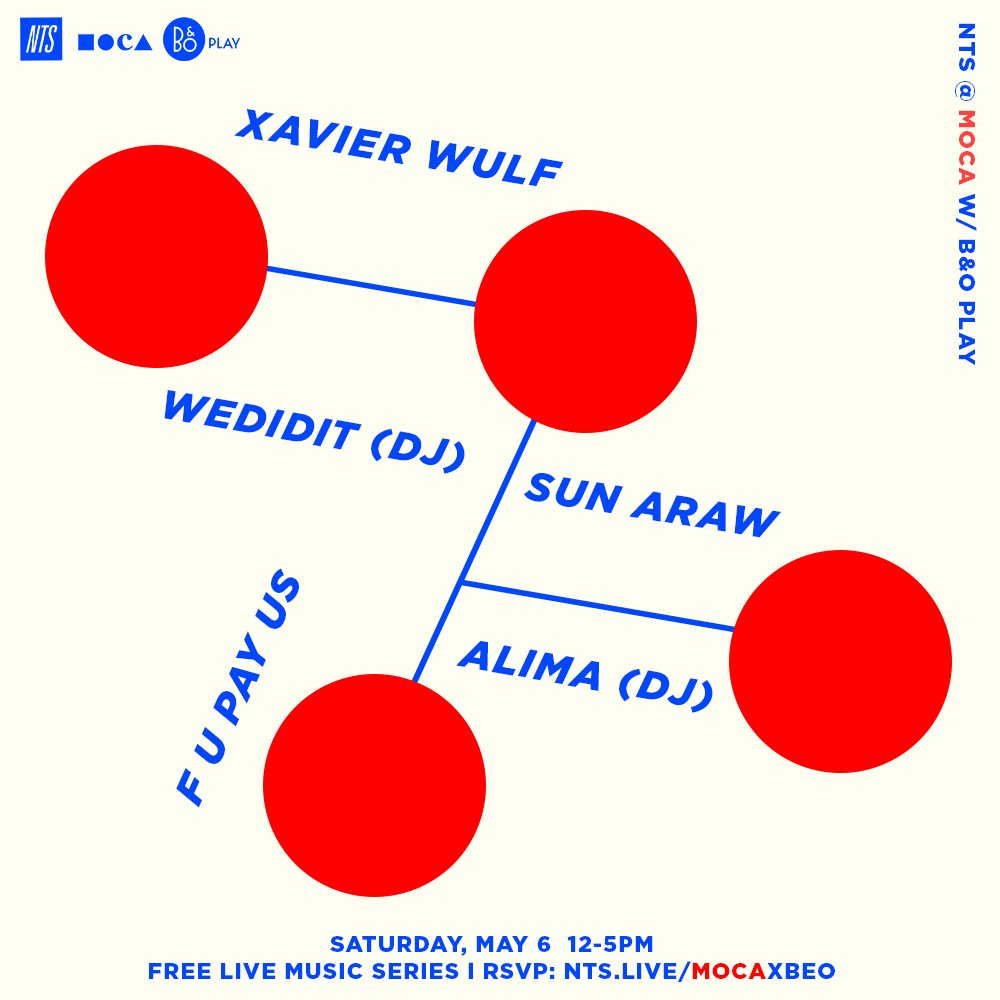 NTS
MOCA
B&O PLAY
NTS @ MOCA W/ B&O PLAY
XAVIER WULF
WEDIDIT (DJ)
SUN ARAW
F U PAY US
ALIMA (DJ)
SATURDAY, MAY 6 12-5PM
FREE LIVE MUSIC SERIES I RSVP: NTS.LIVE/MOCAXBEO